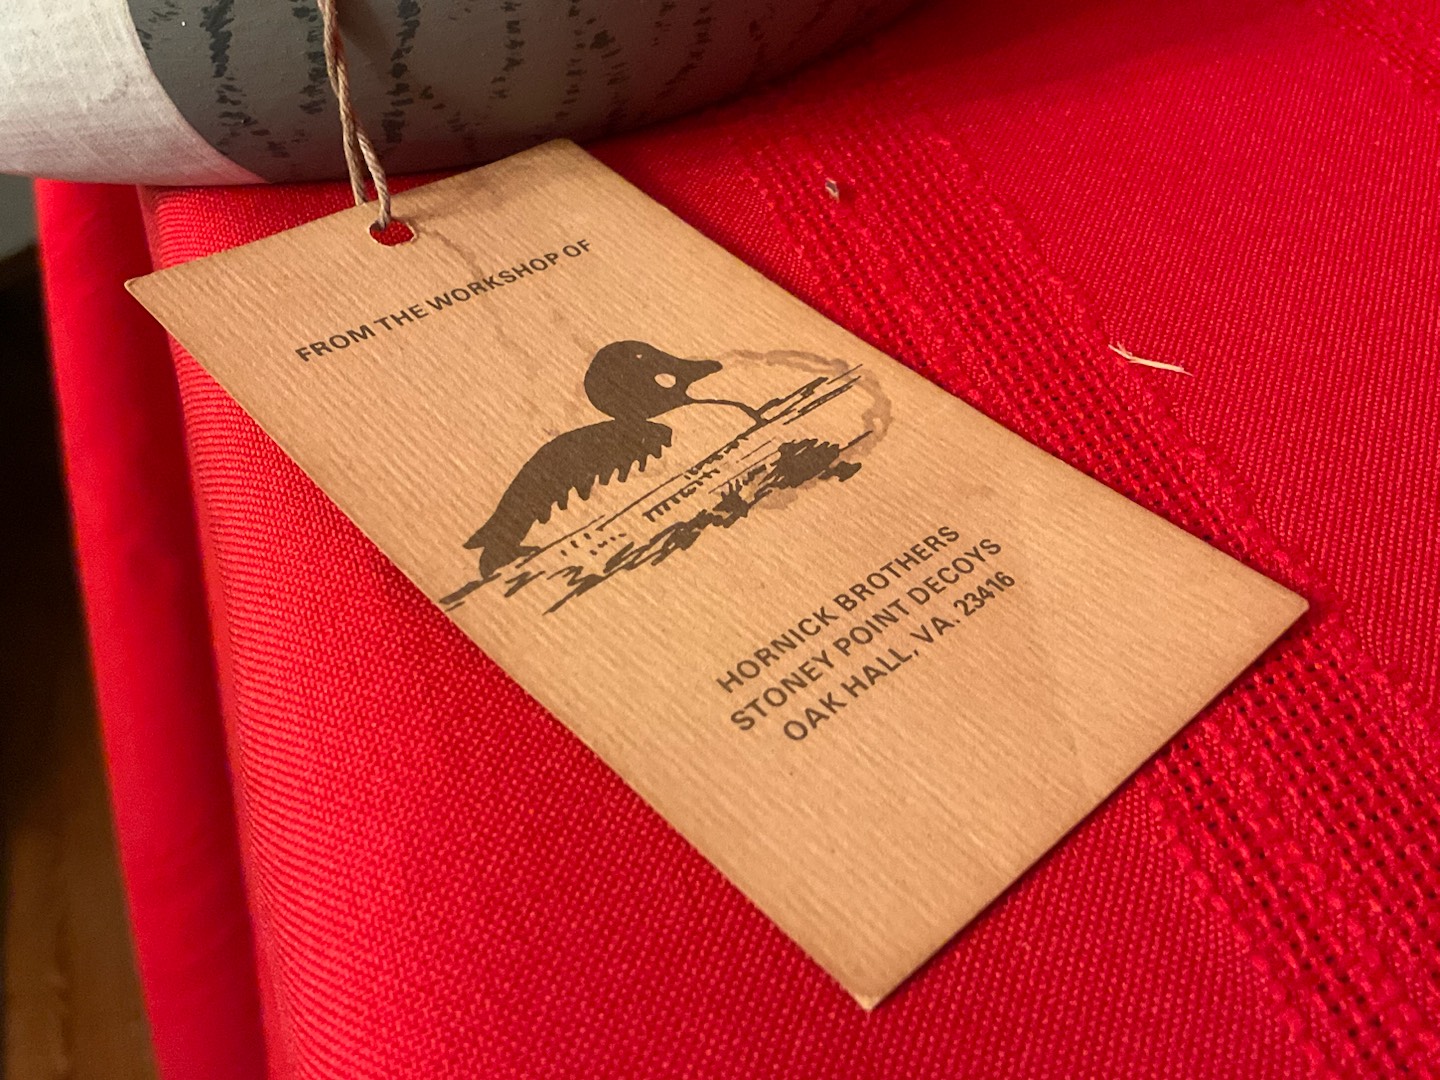 FROM THE WORKSHOP OF
HORNICK BROTHERS
STONEY POINT DECOYS
OAK HALL, VA. 23416